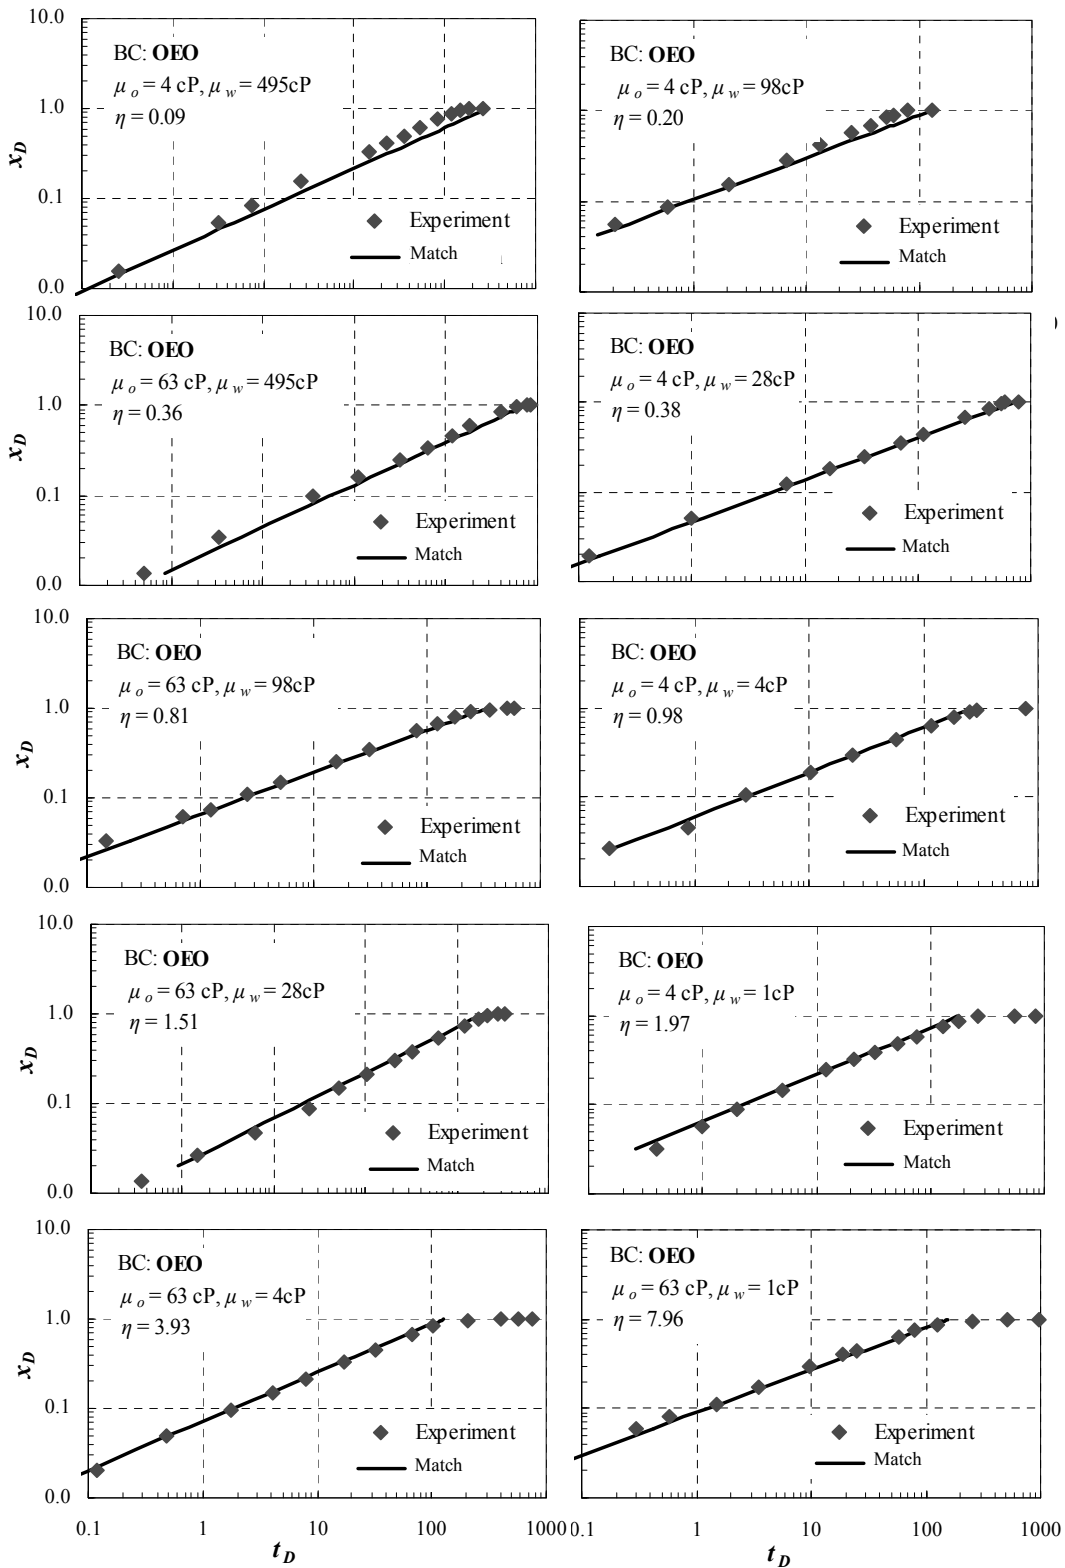 10.0
BC: OEO
μo = 4 cP, μw = 495cP
η = 0.09
1.0
xD
0.1
Experiment
Match
0.0
BC: OEO
μo = 4 cP, μw = 98cP
η = 0.20
Experiment
Match
10.0
BC: OEO
μo = 63 cP, μw = 495cP
η = 0.36
1.0
xD
0.1
Experiment
Match
0.0
)
BC: OEO
μo = 4 cP, μw = 28cP
η = 0.38
Experiment
Match
10.0
BC: OEO
μo = 63 cP, μw = 98cP
η = 0.81
1.0
xD
0.1
Experiment
Match
0.0
BC: OEO
μo = 4 cP, μw = 4cP
η = 0.98
Experiment
Match
10.0
BC: OEO
μo = 63 cP, μw = 28cP
η = 1.51
1.0
xD
0.1
Experiment
Match
0.0
BC: OEO
μo = 4 cP, μw = 1cP
η = 1.97
Experiment
Match
10.0
BC: OEO
μo = 63 cP, μw = 4cP
η = 3.93
1.0
xD
0.1
Experiment
Match
0.0
0.1 1 10 100 1000
tD
BC: OEO
μo = 63 cP, μw = 1cP
η = 7.96
Experiment
Match
0.1 1 10 100 1000
tD